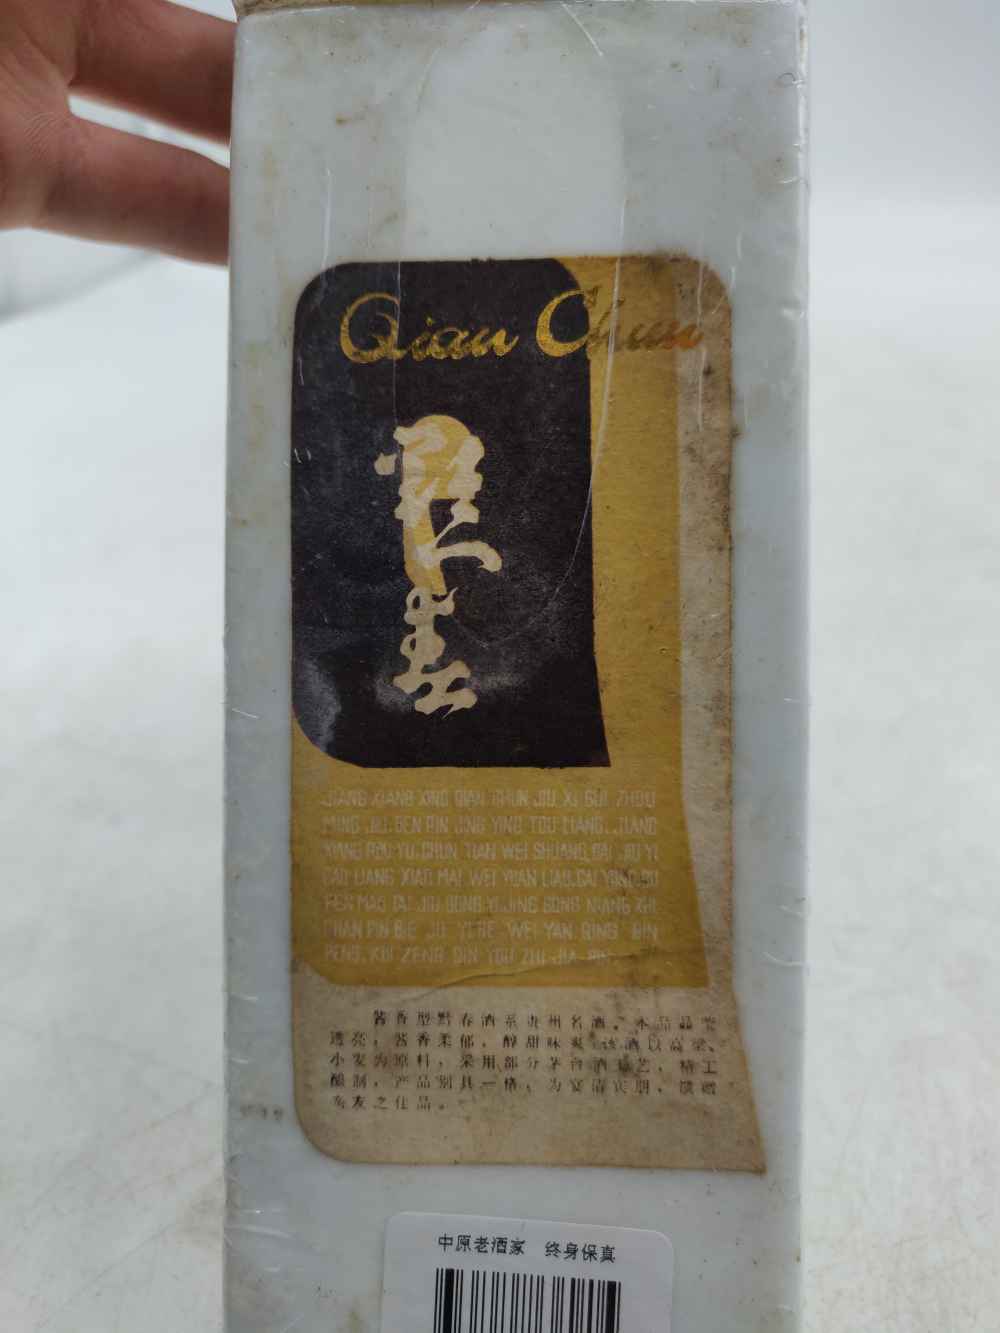 Qian Chun
黔春
JIANG XIANG XING QIAN CHUN JIU XI GUI ZHOU
MING JIU. BEN PIN JING YING TOU LIANG. JIANG
XIANG ROU YU. CHUN TIAN WEI SHUANG. GAI JIU YI
GAO LIANG XIAO MAI WEI YUAN LIAO. CAI YONG BU
FEN MAO TAI JIU GONG YI. JING GONG NIANG ZHI.
CHAN PIN BIE JU YI GE WEI YAN QING BIN
PENG. KUI ZENG QIN YOU ZHI JIA PIN
酱香型黔春酒系贵州名酒。本品晶莹
透亮，酱香柔郁，醇甜味爽。该酒以高粱、
小麦为原料，采用部分茅台酒工艺，精工
酿制，产品别具一格，为宴请宾朋，馈赠
亲友之佳品。
中原老酒家 终身保真